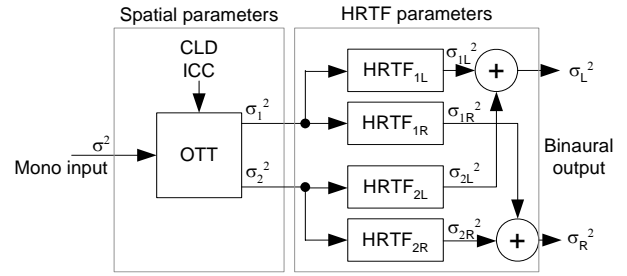 Spatial parameters
HRTF parameters
CLD
ICC
σ²
Mono input
OTT
σ₁²
σ₂²
HRTF₁L
σ₁L²
HRTF₁R
σ₁R²
HRTF₂L
σ₂L²
HRTF₂R
σ₂R²
+
+
σL²
Binaural
output
σR²